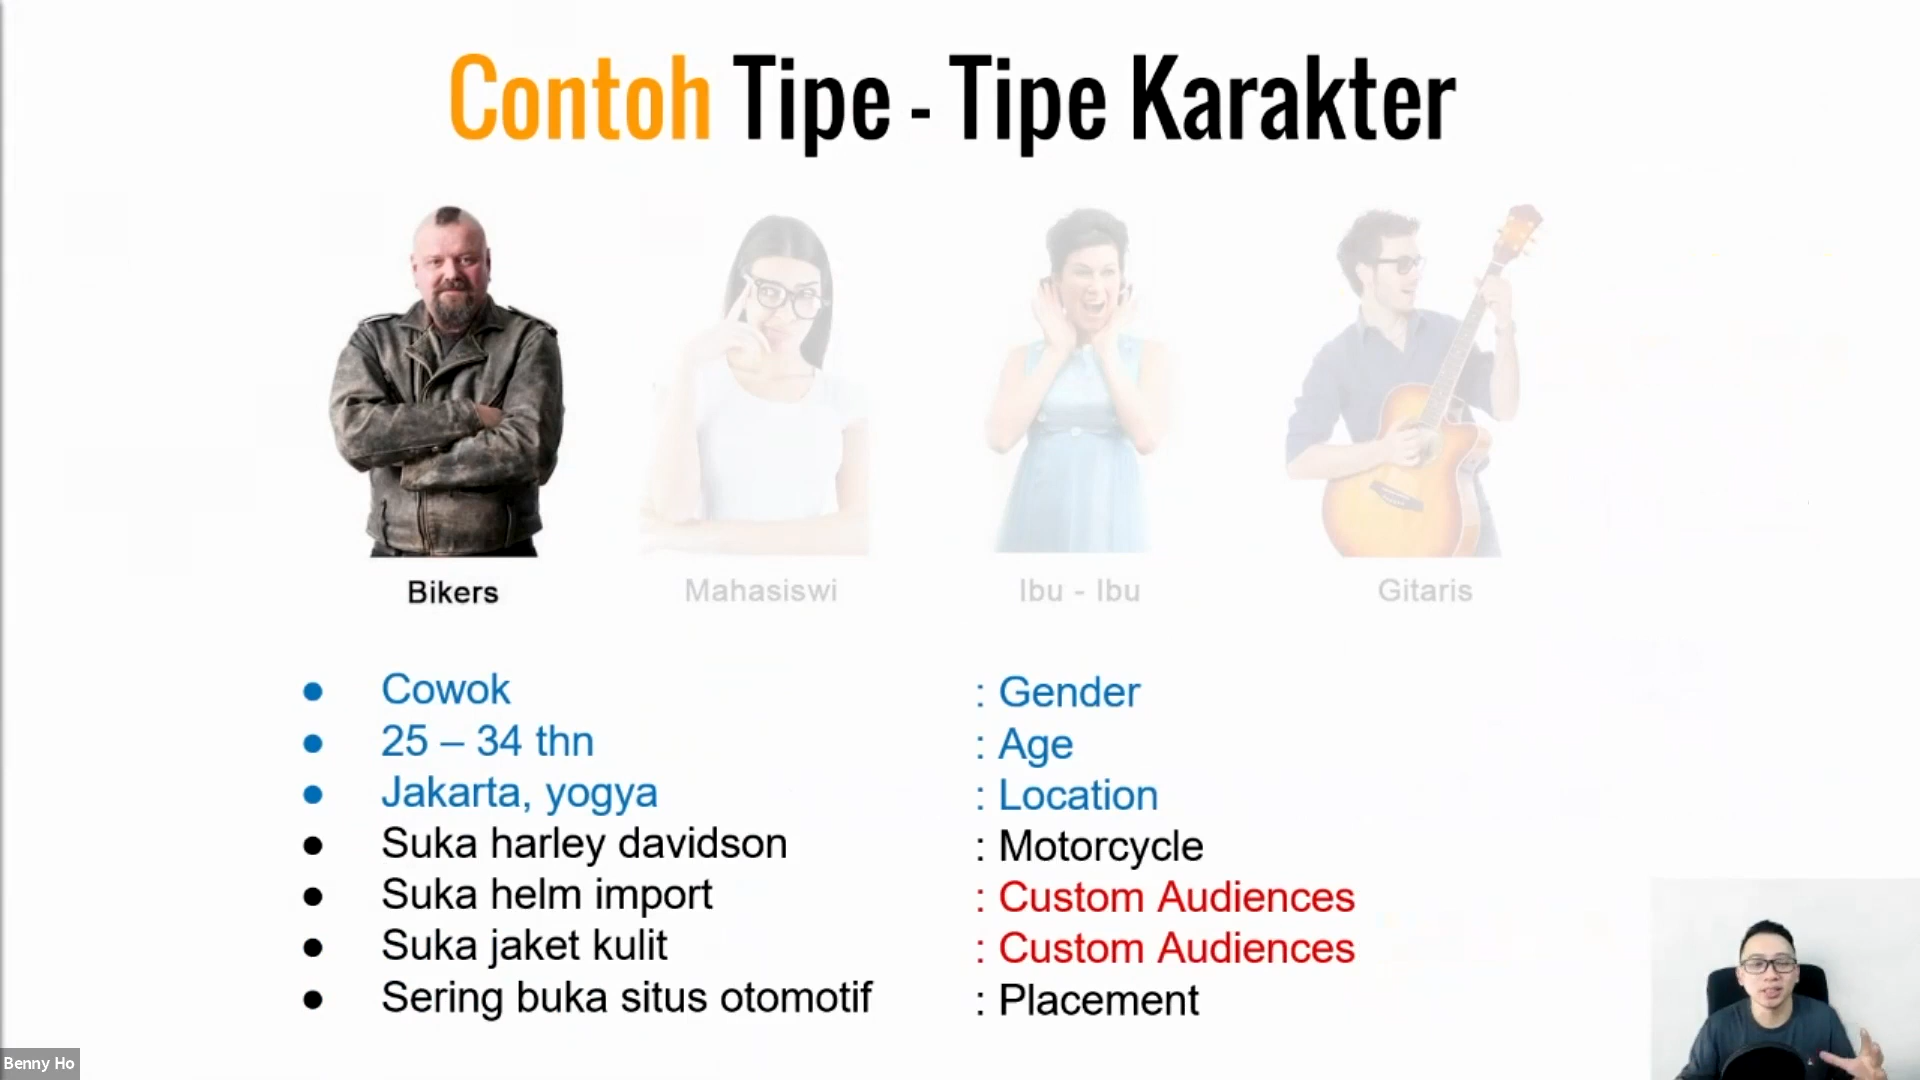 Contoh Tipe - Tipe Karakter
Bikers
Mahasiswi
Ibu - Ibu
Gitaris
● Cowok : Gender
● 25 – 34 thn : Age
● Jakarta, yogya : Location
● Suka harley davidson : Motorcycle
● Suka helm import : Custom Audiences
● Suka jaket kulit : Custom Audiences
● Sering buka situs otomotif : Placement
Benny Ho